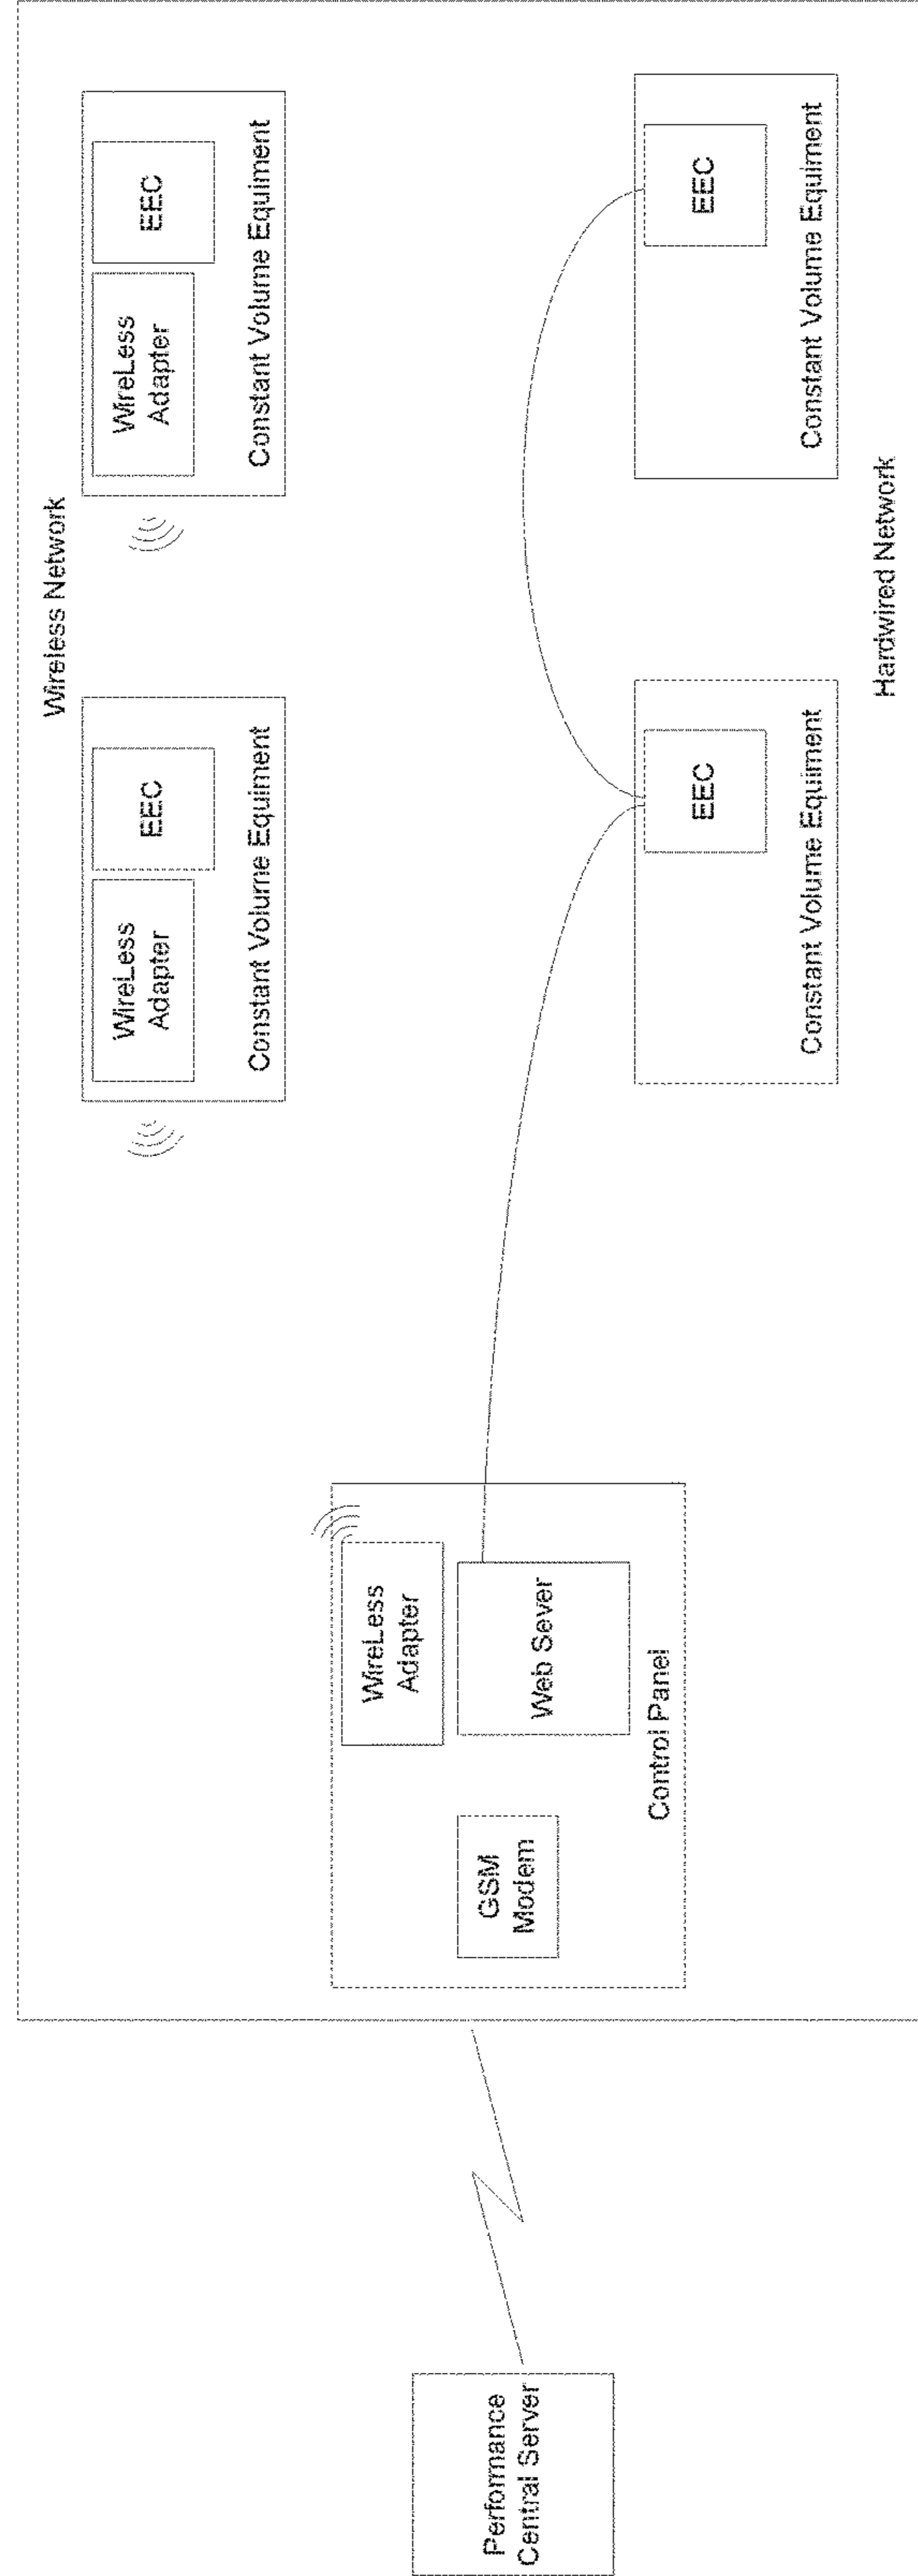 Wireless Network
WireLess
Adapter
EEC
Constant Volume Equiment
WireLess
Adapter
EEC
Constant Volume Equiment
WireLess
Adapter
GSM
Modem
Web Sever
Control Panel
Performance
Central Server
EEC
Constant Volume Equiment
EEC
Constant Volume Equiment
Hardwired Network